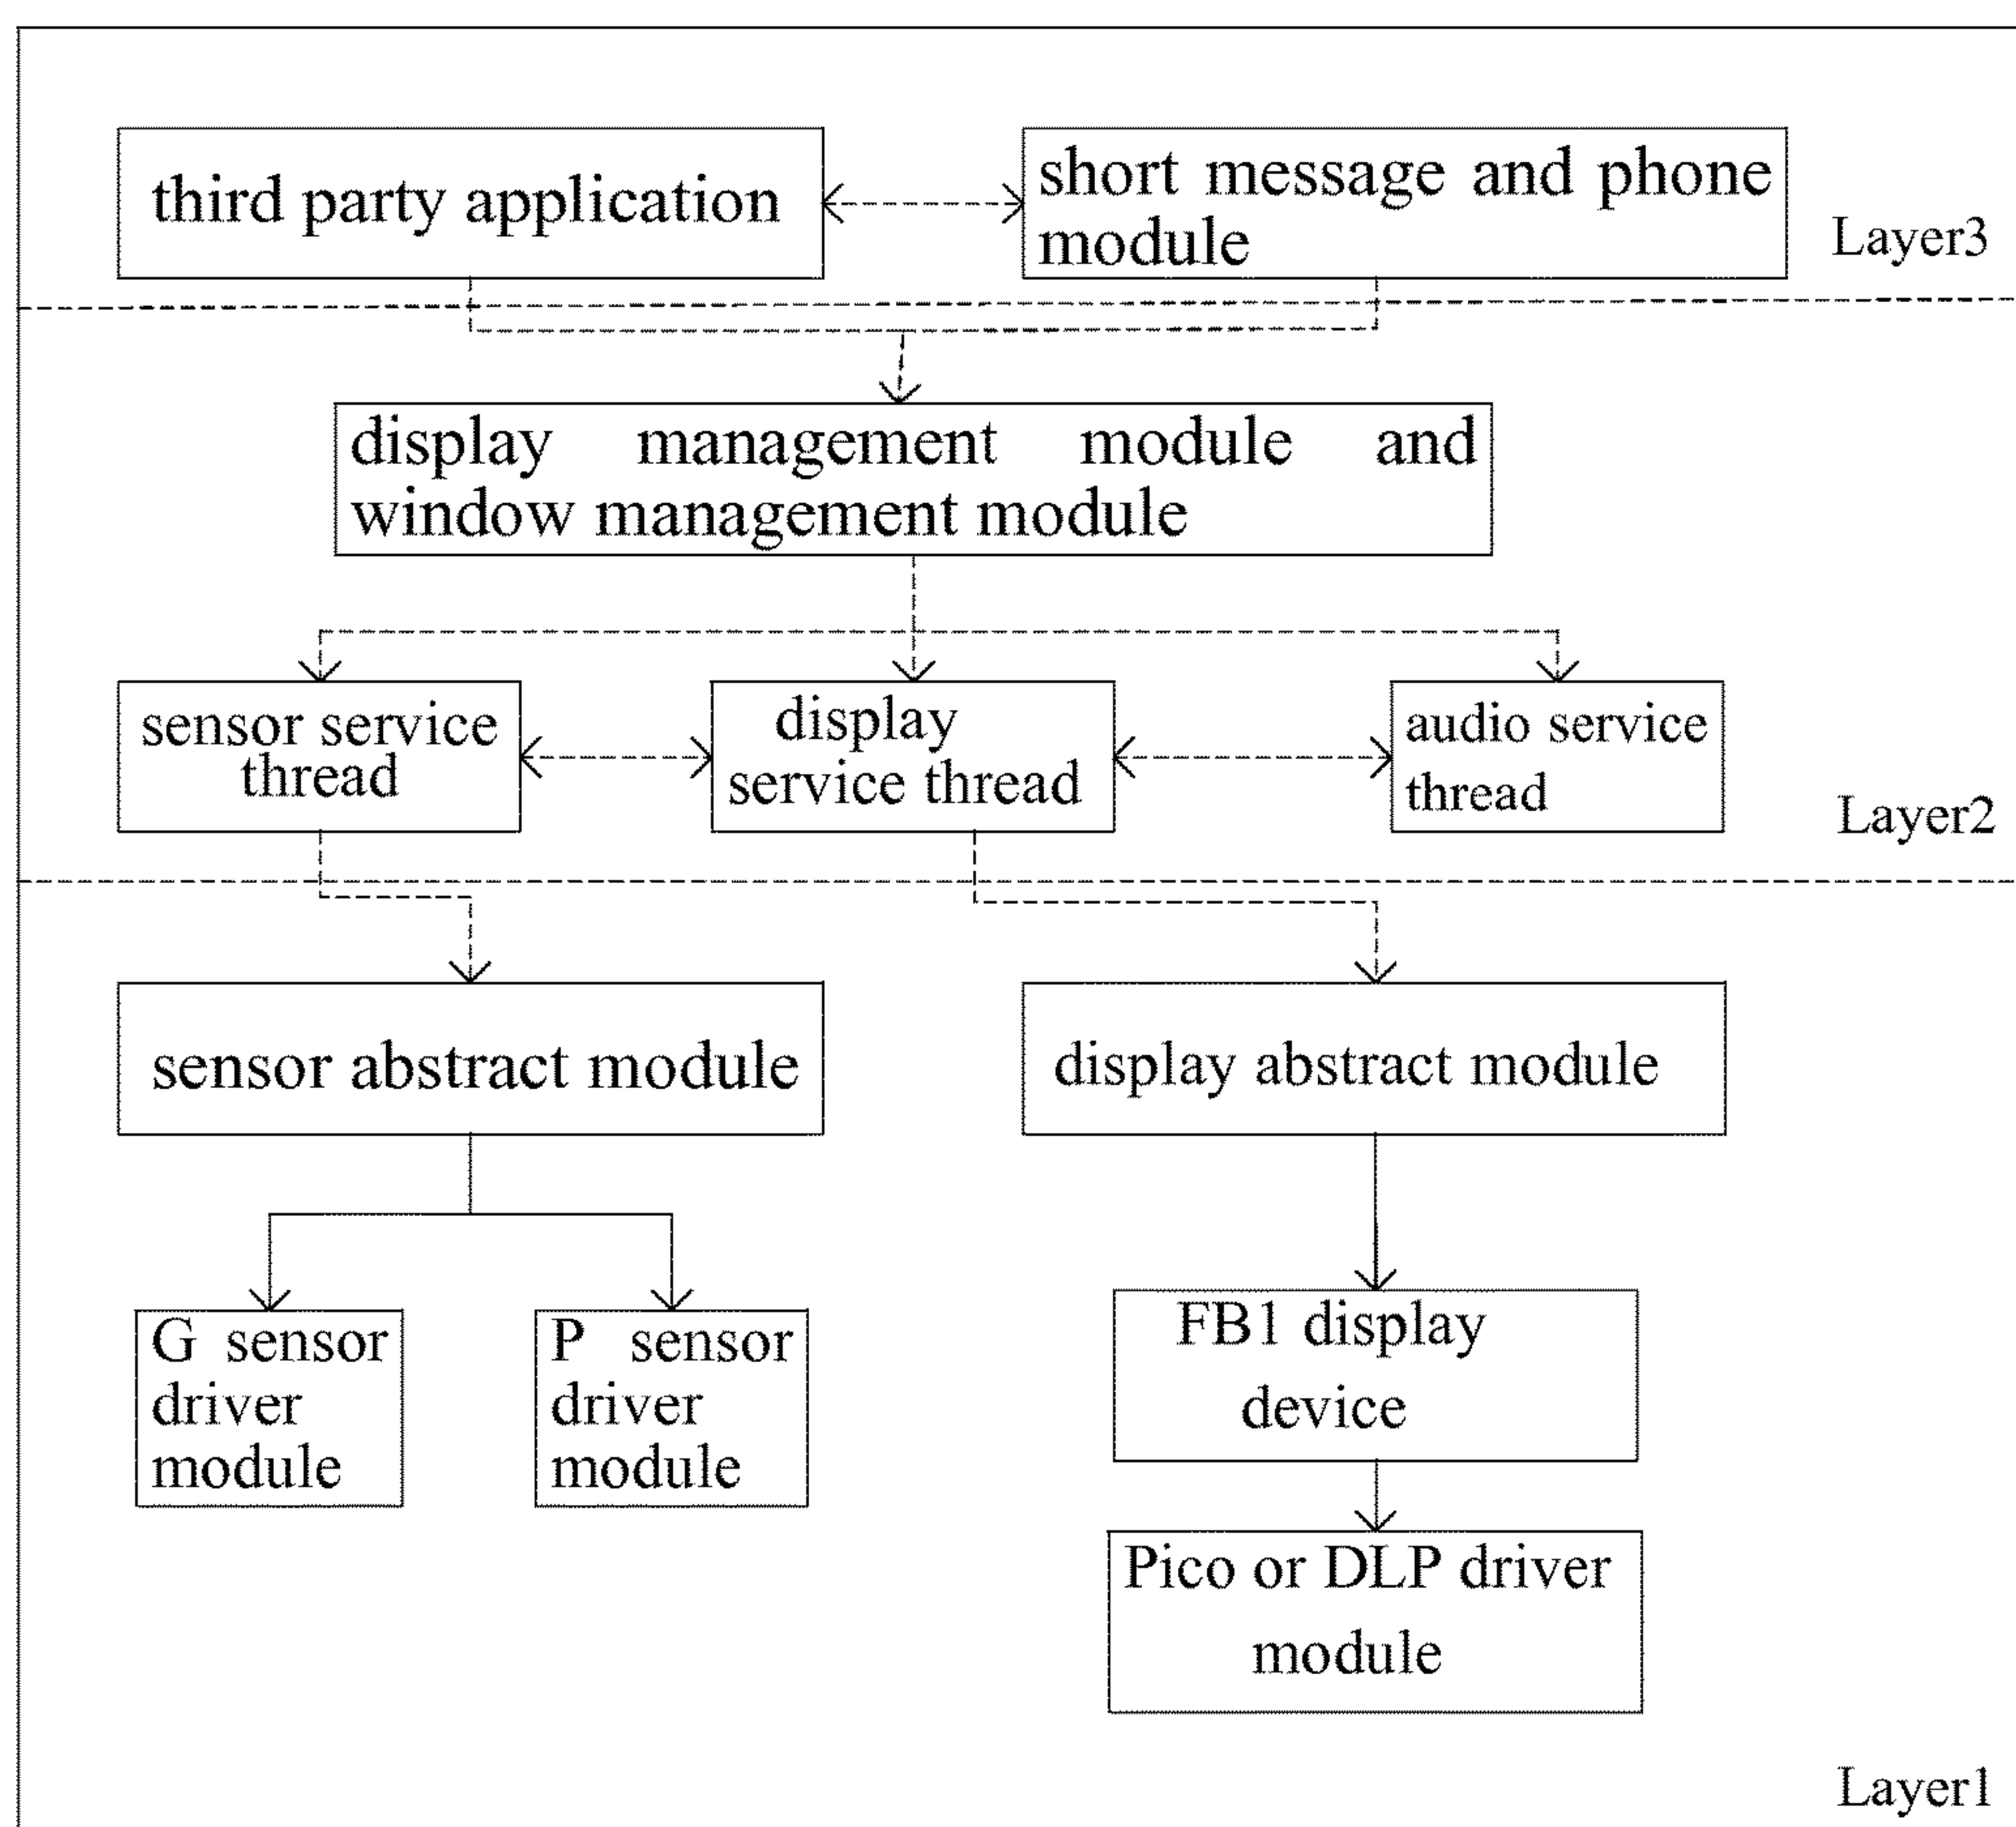 third party application
short message and phone
module
Layer3
display management module and
window management module
sensor service
thread
display
service thread
audio service
thread
Layer2
sensor abstract module
display abstract module
G sensor
driver
module
P sensor
driver
module
FB1 display
device
Pico or DLP driver
module
Layer1